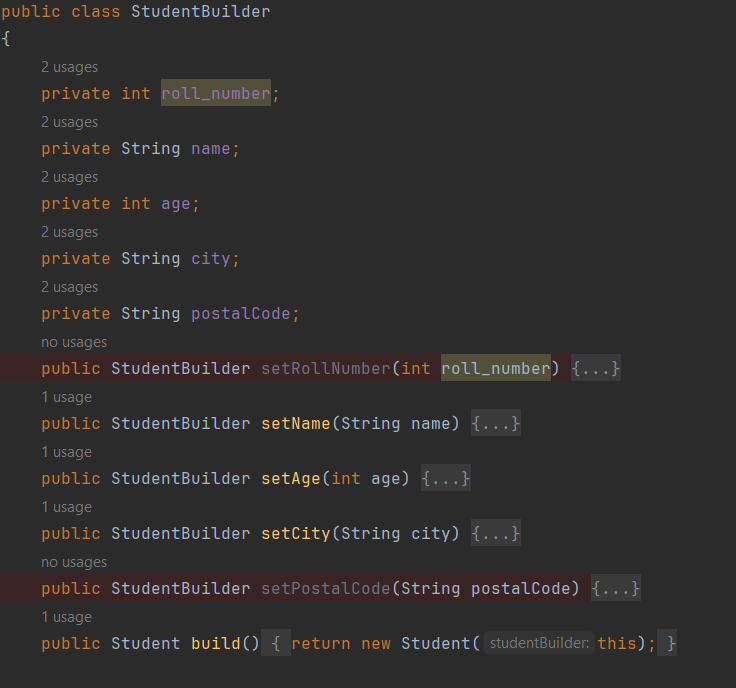 public class StudentBuilder
{
2 usages
private int roll_number;
2 usages
private String name;
2 usages
private int age;
2 usages
private String city;
2 usages
private String postalCode;
no usages
public StudentBuilder setRollNumber(int roll_number) {...}
1 usage
public StudentBuilder setName(String name) {...}
1 usage
public StudentBuilder setAge(int age) {...}
1 usage
public StudentBuilder setCity(String city) {...}
no usages
public StudentBuilder setPostalCode(String postalCode) {...}
1 usage
public Student build() { return new Student( studentBuilder: this); }